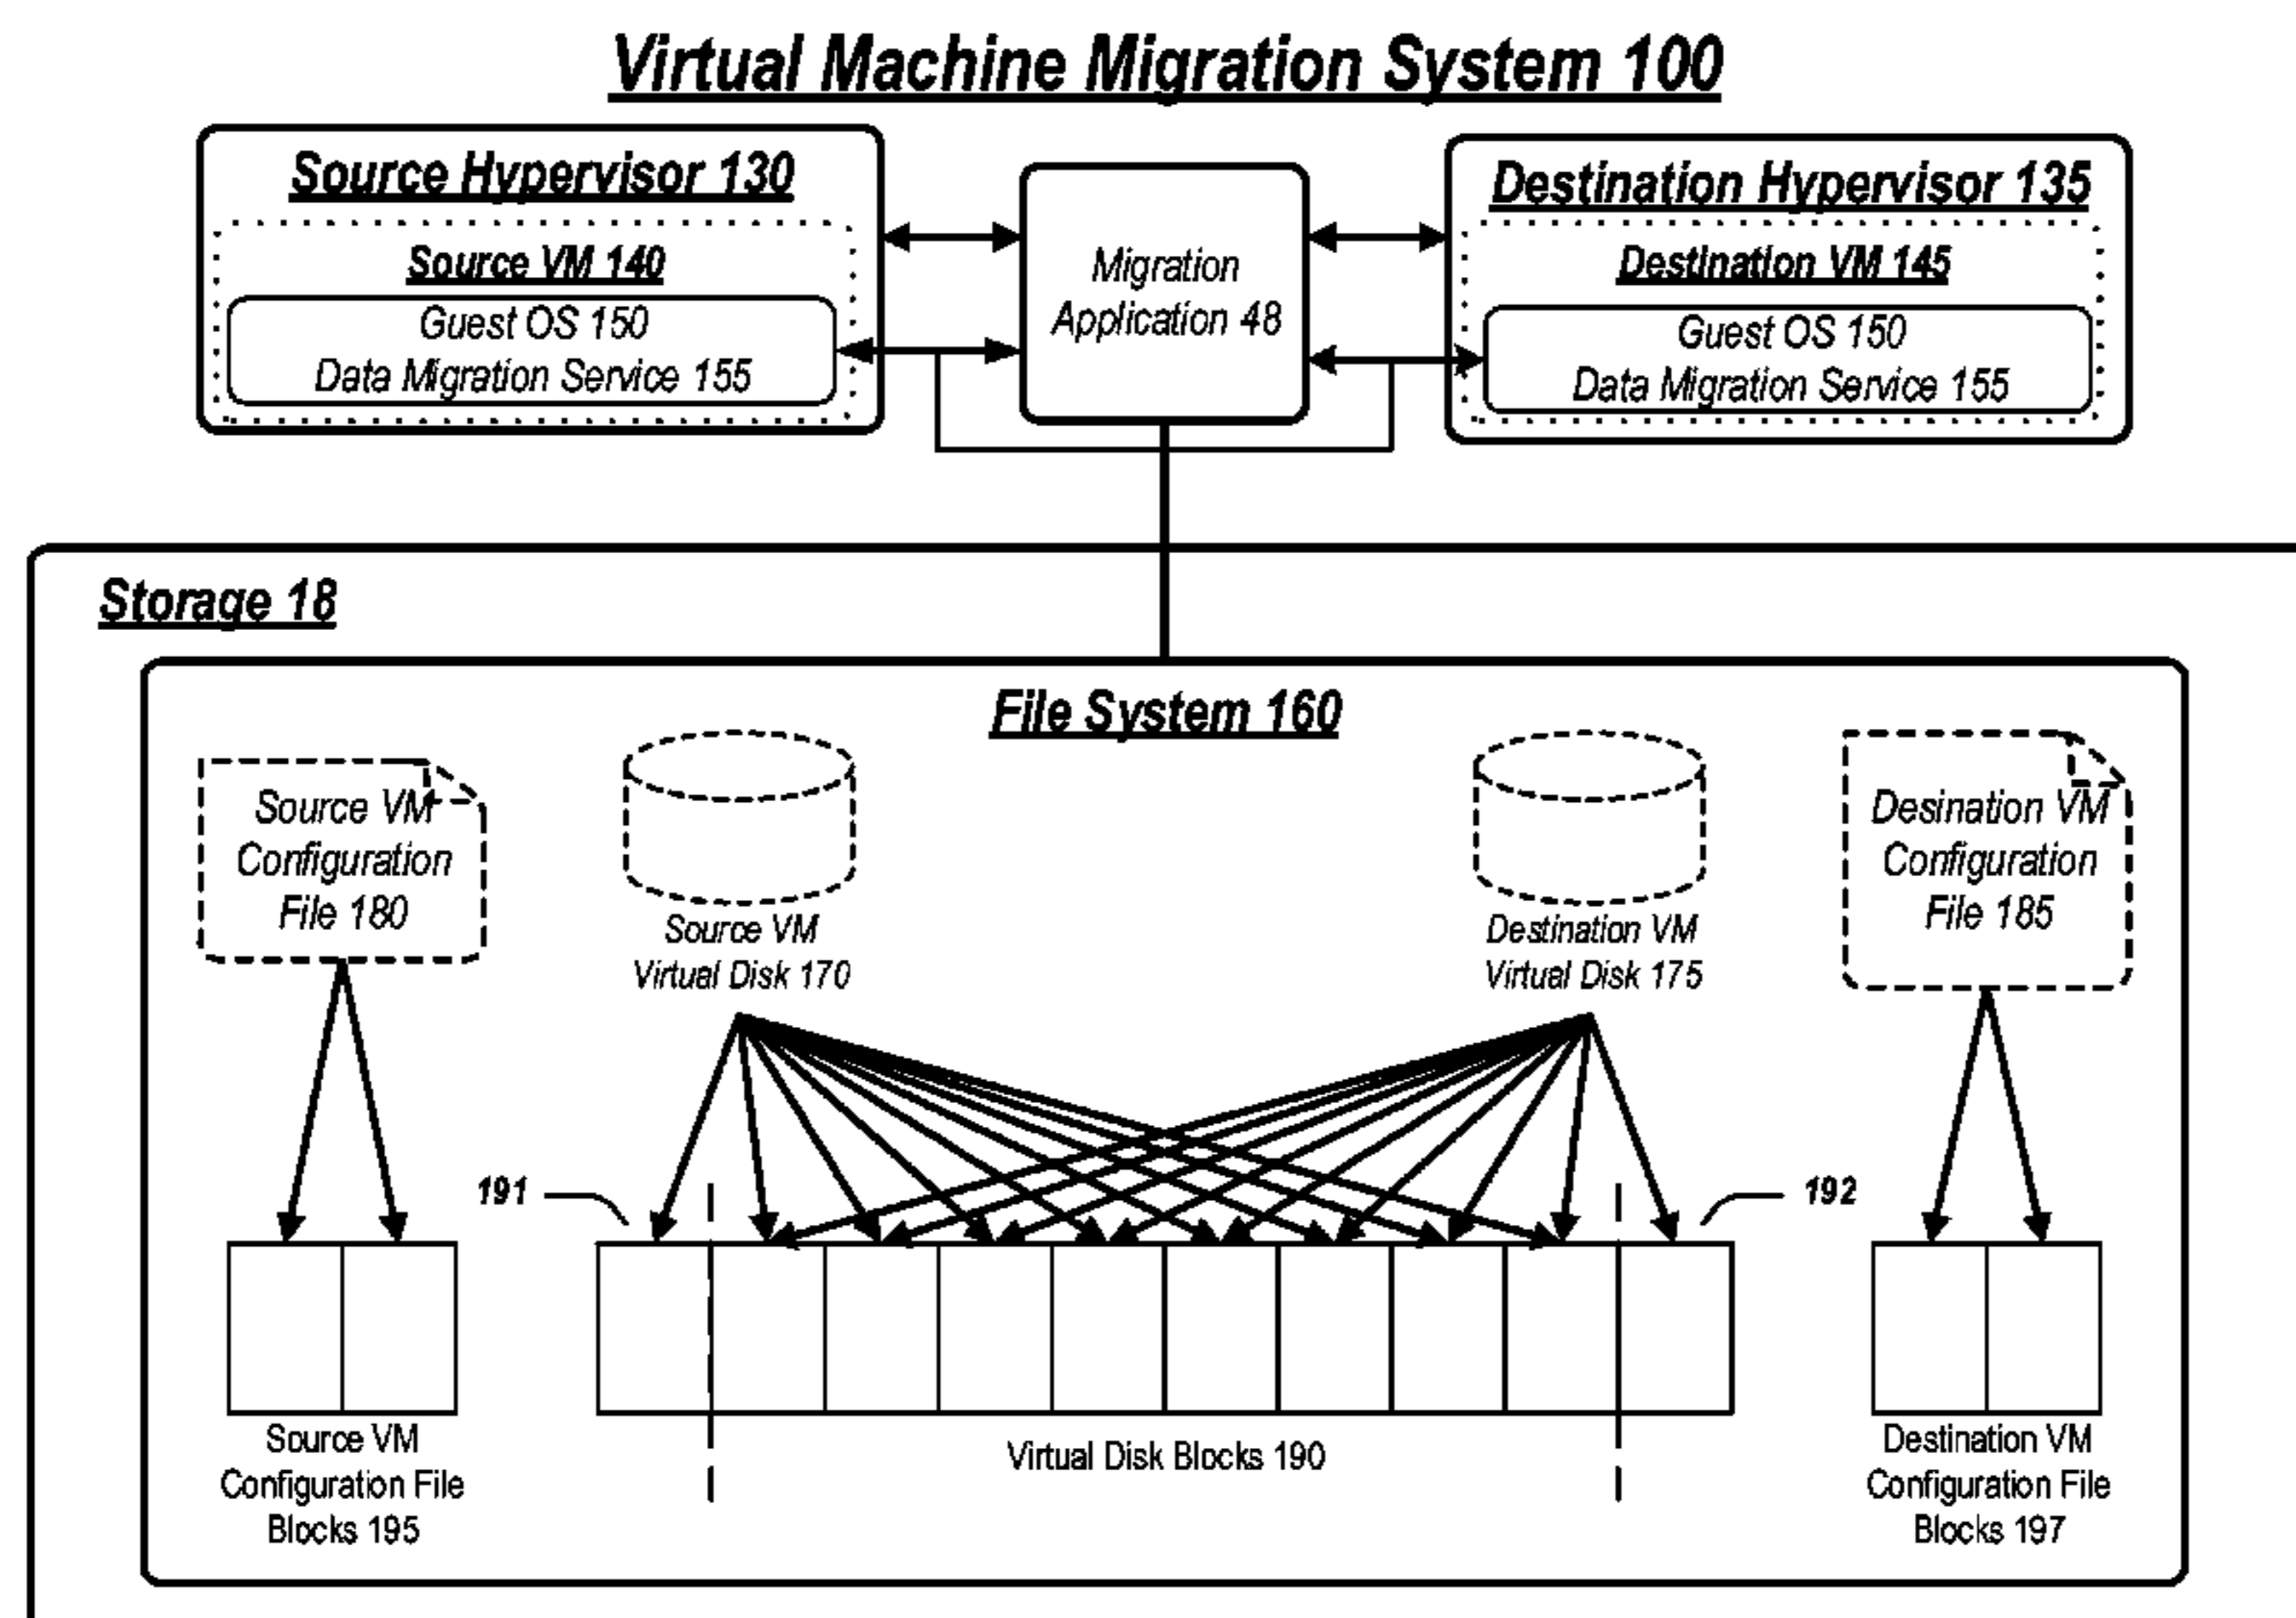 Virtual Machine Migration System 100
Source Hypervisor 130
Source VM 140
Guest OS 150
Data Migration Service 155
Migration
Application 48
Destination Hypervisor 135
Destination VM 145
Guest OS 150
Data Migration Service 155
Storage 18
File System 160
Source VM
Configuration
File 180
Source VM
Virtual Disk 170
Destination VM
Virtual Disk 175
Desination VM
Configuration
File 185
191
192
Source VM
Configuration File
Blocks 195
Virtual Disk Blocks 190
Destination VM
Configuration File
Blocks 197